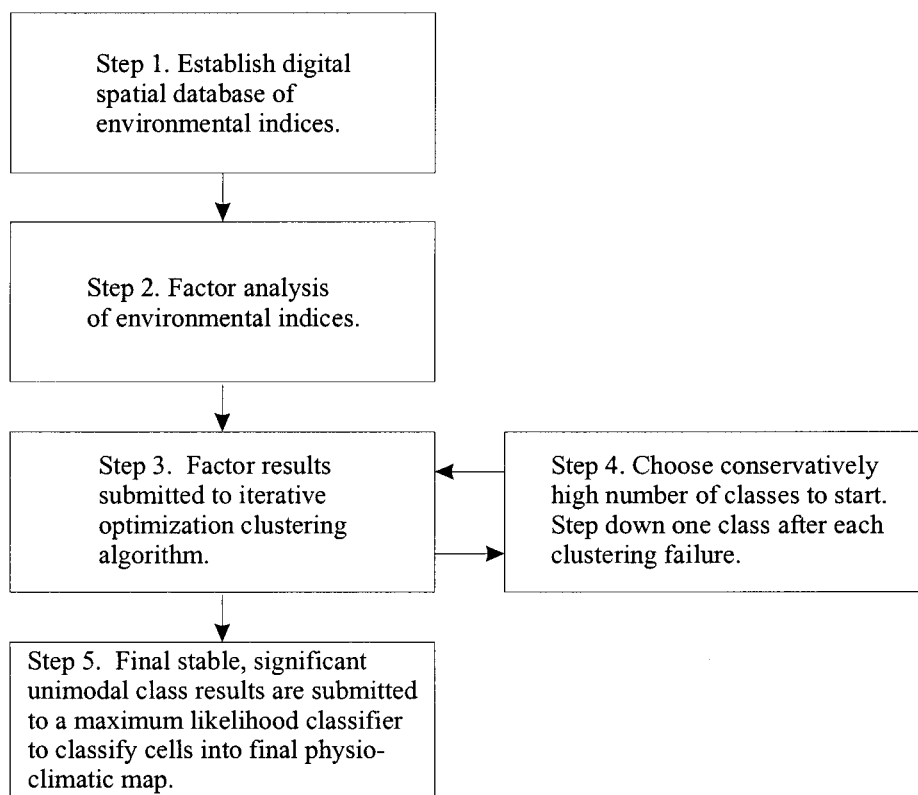 Step 1. Establish digital
spatial database of
environmental indices.
Step 2. Factor analysis
of environmental indices.
Step 3. Factor results
submitted to iterative
optimization clustering
algorithm.
Step 4. Choose conservatively
high number of classes to start.
Step down one class after each
clustering failure.
Step 5. Final stable, significant
unimodal class results are submitted
to a maximum likelihood classifier
to classify cells into final physio-
climatic map.